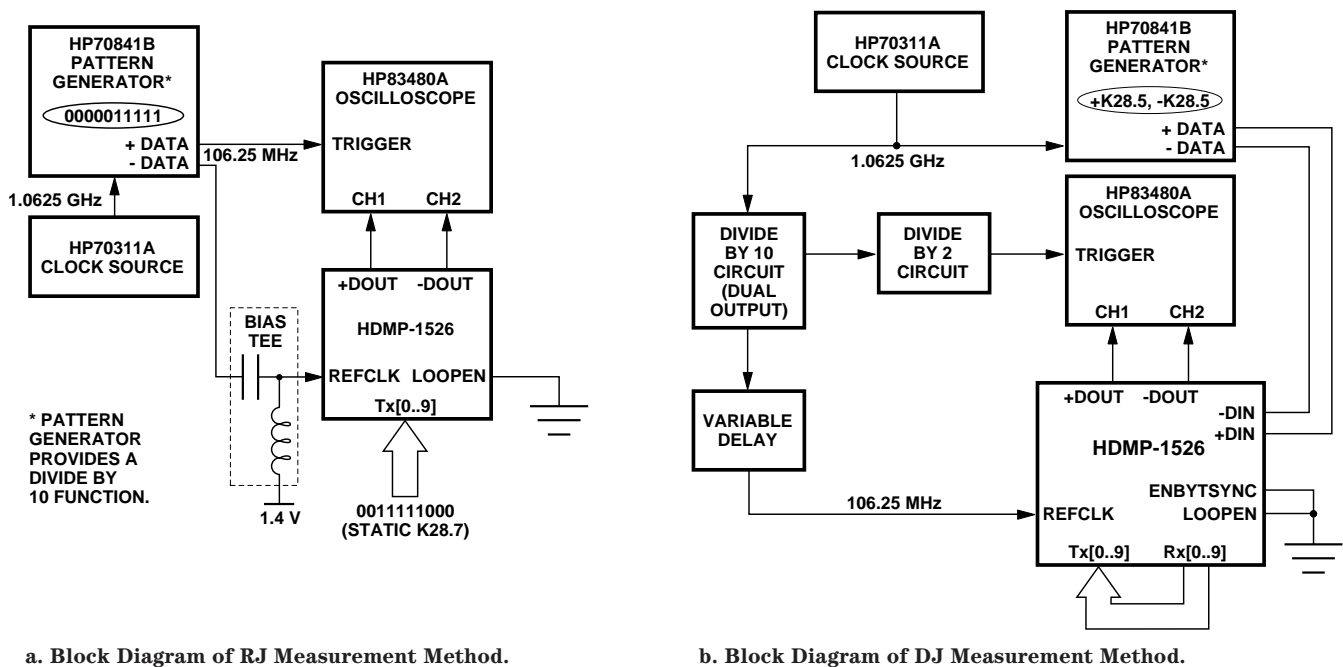 HP70841B
PATTERN
GENERATOR*
0000011111
+ DATA
- DATA
106.25 MHz
1.0625 GHz
HP70311A
CLOCK SOURCE
HP83480A
OSCILLOSCOPE
TRIGGER
CH1 CH2
+DOUT -DOUT
HDMP-1526
REFCLK LOOPEN
Tx[0..9]
BIAS
TEE
1.4 V
0011111000
(STATIC K28.7)
* PATTERN
GENERATOR
PROVIDES A
DIVIDE BY
10 FUNCTION.
a. Block Diagram of RJ Measurement Method.
HP70311A
CLOCK SOURCE
HP70841B
PATTERN
GENERATOR*
+K28.5, -K28.5
+ DATA
- DATA
1.0625 GHz
DIVIDE
BY 10
CIRCUIT
(DUAL
OUTPUT)
DIVIDE
BY 2
CIRCUIT
HP83480A
OSCILLOSCOPE
TRIGGER
CH1 CH2
VARIABLE
DELAY
106.25 MHz
+DOUT -DOUT
-DIN
+DIN
HDMP-1526
ENBYTSYNC
REFCLK LOOPEN
Tx[0..9] Rx[0..9]
b. Block Diagram of DJ Measurement Method.